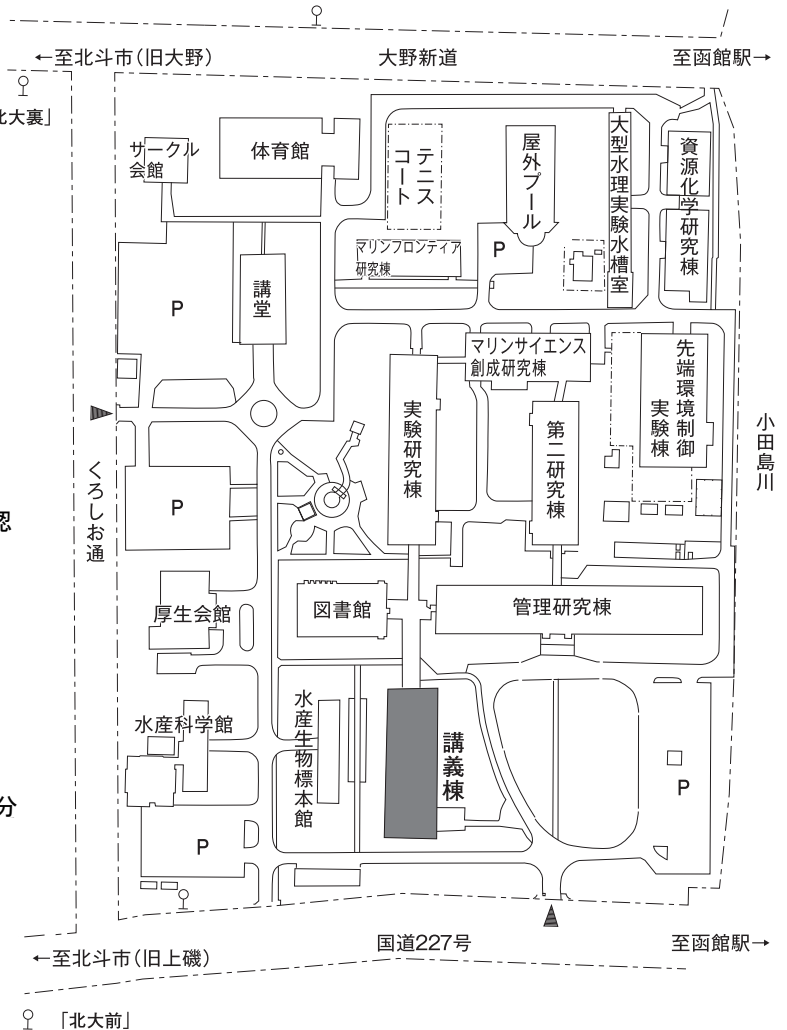 ←至北斗市(旧大野)
大野新道
至函館駅→
北大裏」
サークル
会館
体育館
テニス
コート
屋外プール
大型水理実験水槽室
資源化学研究棟
マリンフロンティア
研究棟
P
P
講堂
マリンサイエンス
創成研究棟
先端環境制御
実験棟
小田島川
実験研究棟
第二研究棟
くろしお通
P
認
厚生会館
図書館
管理研究棟
水産科学館
水産生物標本館
講義棟
P
分
P
国道227号
←至北斗市(旧上磯)
至函館駅→
「北大前」